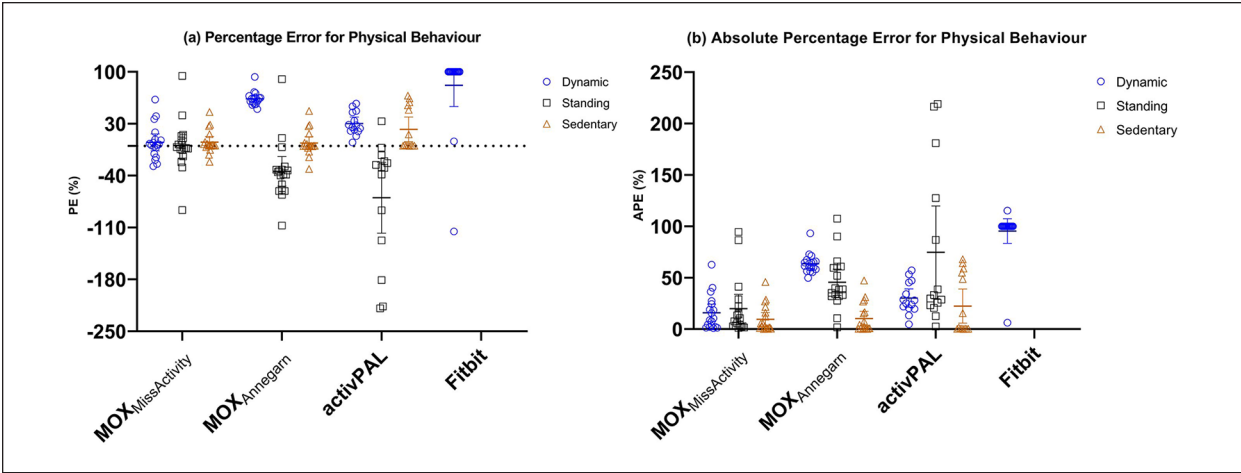 (a) Percentage Error for Physical Behaviour
PE (%)
100
30
-40
-110
-180
-250
MOXMissActivity
MOXAnnegarn
activPAL
Fitbit
Dynamic
Standing
Sedentary
(b) Absolute Percentage Error for Physical Behaviour
APE (%)
250
200
150
100
50
0
MOXMissActivity
MOXAnnegarn
activPAL
Fitbit
Dynamic
Standing
Sedentary